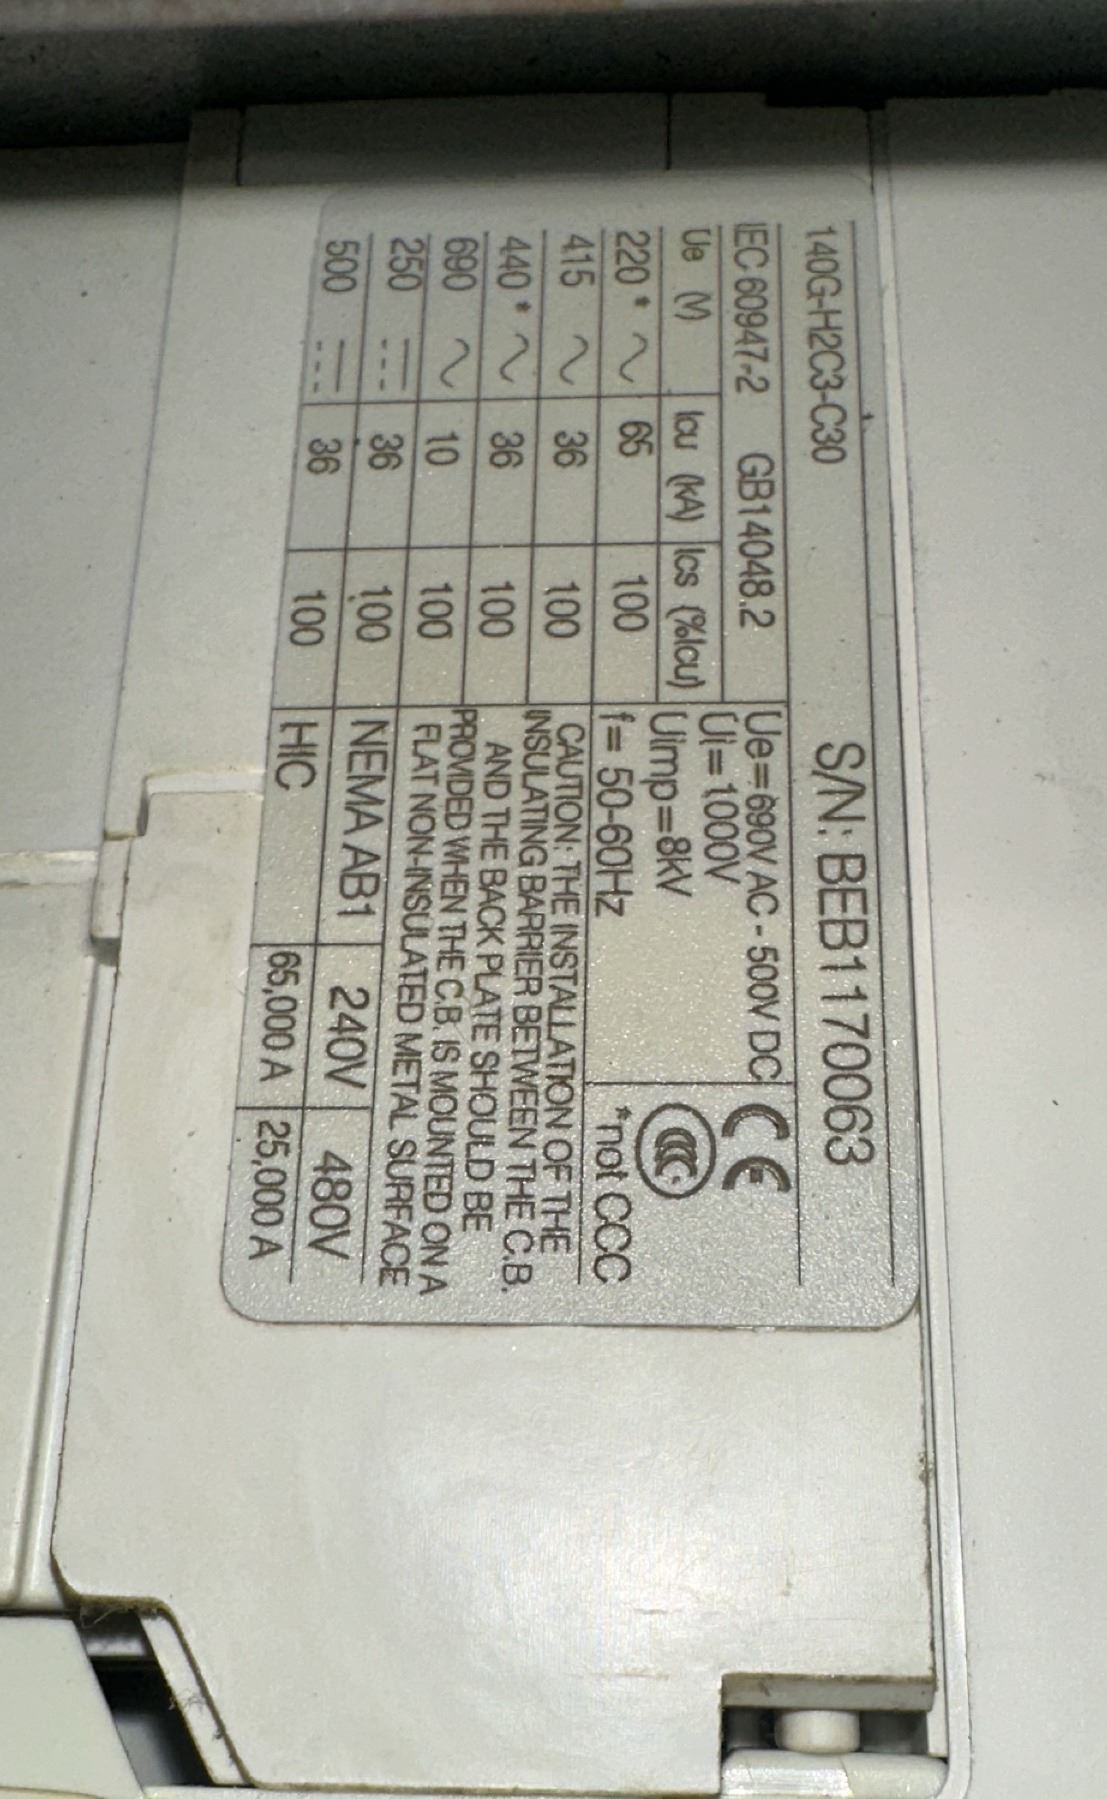 140G-H2C3-C30 S/N: BEB1170063
IEC 60947-2 GB14048.2
Ue (V) Icu (kA) Ics (%Icu)
220 * ∼ 65 100
415 ∼ 36 100
440 * ∼ 36 100
690 ∼ 10 100
250 ⎓ 36 100
500 ⎓ 36 100
Ue=690V AC - 500V DC
Ui=1000V
Uimp=8kV
f= 50-60Hz
CE
CCC
*not CCC
CAUTION: THE INSTALLATION OF THE
INSULATING BARRIER BETWEEN THE C.B.
AND THE BACK PLATE SHOULD BE
PROVIDED WHEN THE C.B. IS MOUNTED ON A
FLAT NON-INSULATED METAL SURFACE
NEMA AB1 240V 480V
HIC 65,000 A 25,000 A